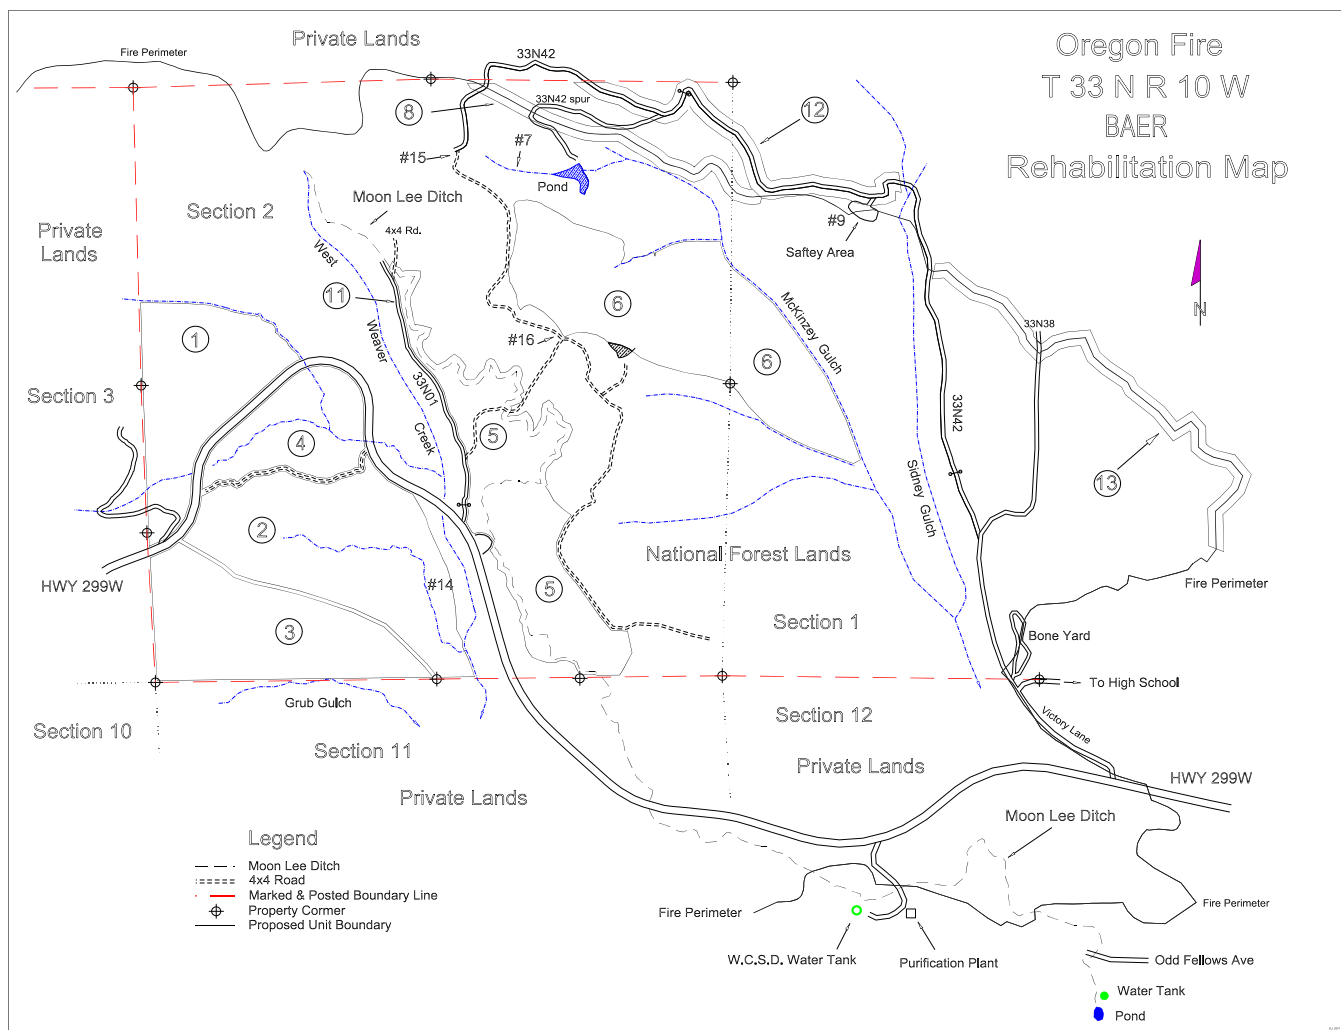 Oregon Fire
T 33 N R 10 W
BAER
Rehabilitation Map
Private Lands
Fire Perimeter
33N42
33N42 spur
8
12
#7
#15
Pond
Section 2
Moon Lee Ditch
4x4 Rd.
Private
Lands
#9
Saftey Area
West
Weaver
Creek
11
6
McKinzey Gulch
N
1
#16
6
33N38
33N01
Section 3
33N42
4
5
Sidney Gulch
13
2
National Forest Lands
HWY 299W
#14
5
Fire Perimeter
3
Section 1
Bone Yard
To High School
Grub Gulch
Section 10
Section 12
Victory Lane
Section 11
Private Lands
HWY 299W
Private Lands
Moon Lee Ditch
Legend
Moon Lee Ditch
4x4 Road
Marked & Posted Boundary Line
Property Cormer
Proposed Unit Boundary
Fire Perimeter
Fire Perimeter
W.C.S.D. Water Tank
Purification Plant
Odd Fellows Ave
Water Tank
Pond